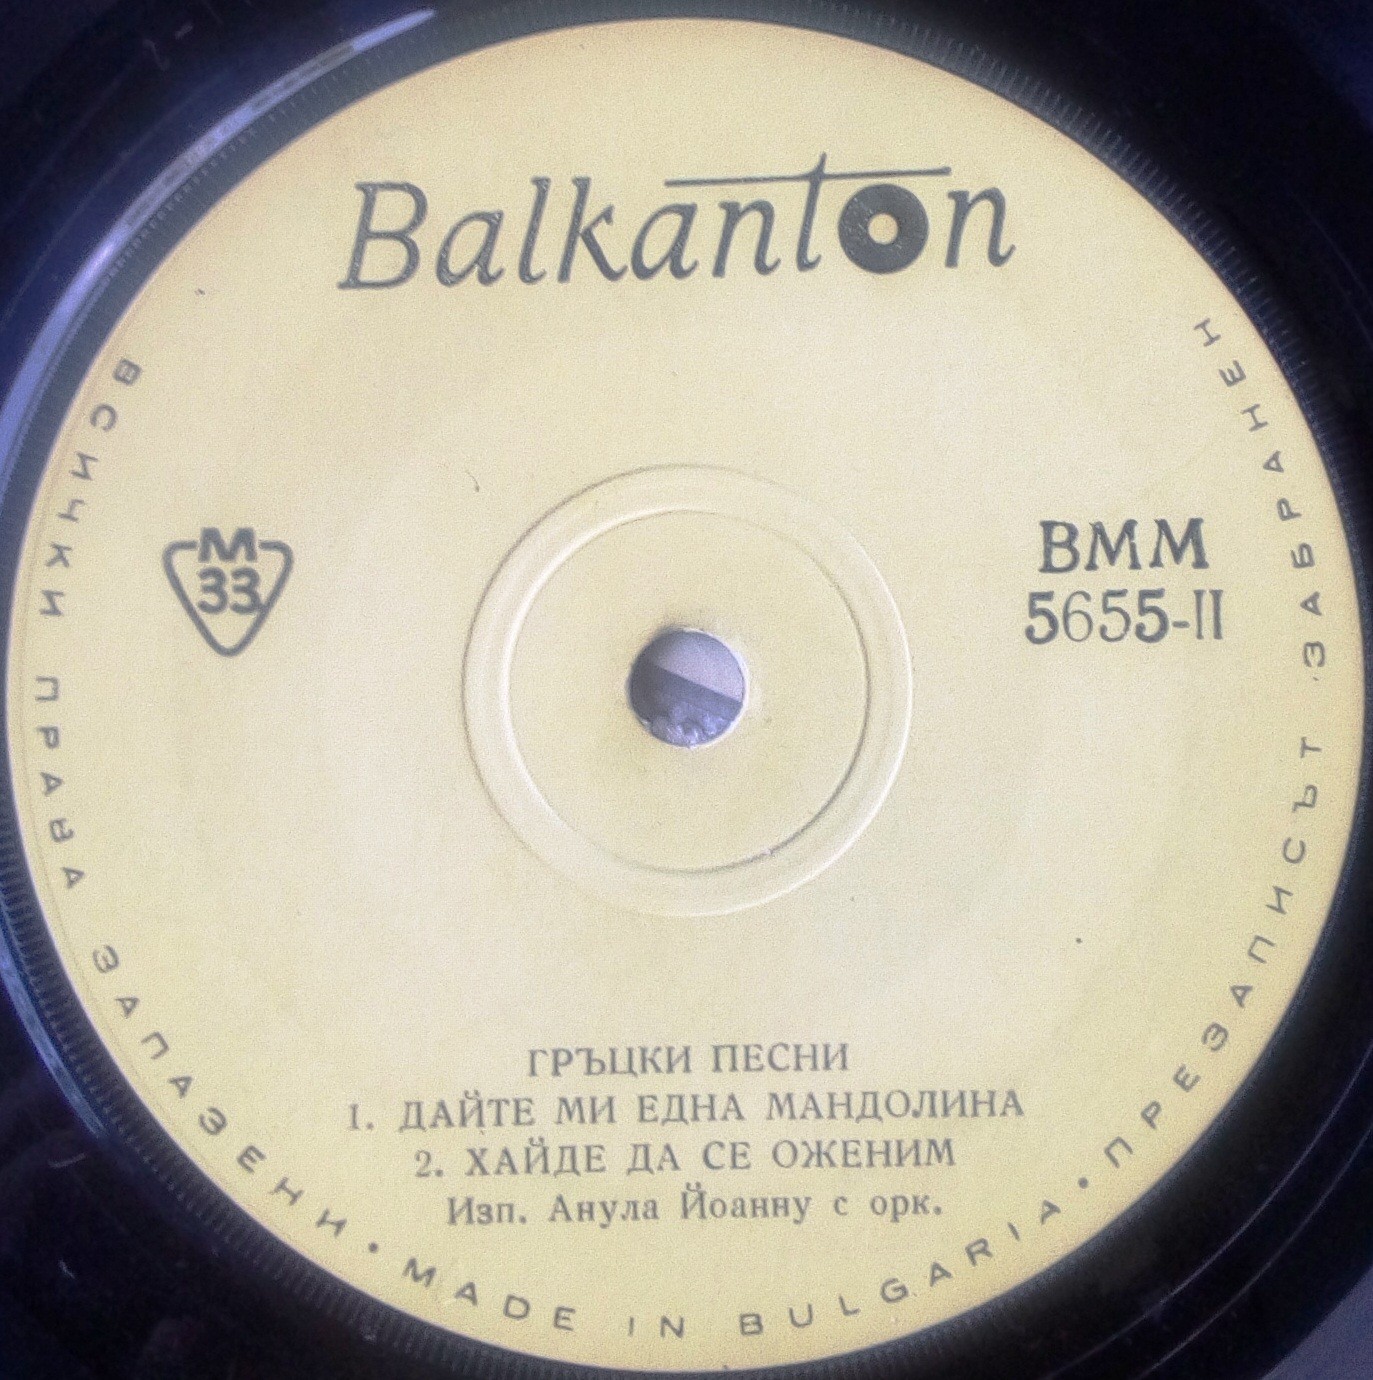 Balkanton
М
33
ВММ
5655-II
ГРЪЦКИ ПЕСНИ
1. ДАЙТЕ МИ ЕДНА МАНДОЛИНА
2. ХАЙДЕ ДА СЕ ОЖЕНИМ
Изп. Анула Йоанну с орк.
ВСИЧКИ ПРАВА ЗАПАЗЕНИ • MADE IN BULGARIA • ПРЕЗАПИСЪТ ЗАБРАНЕН